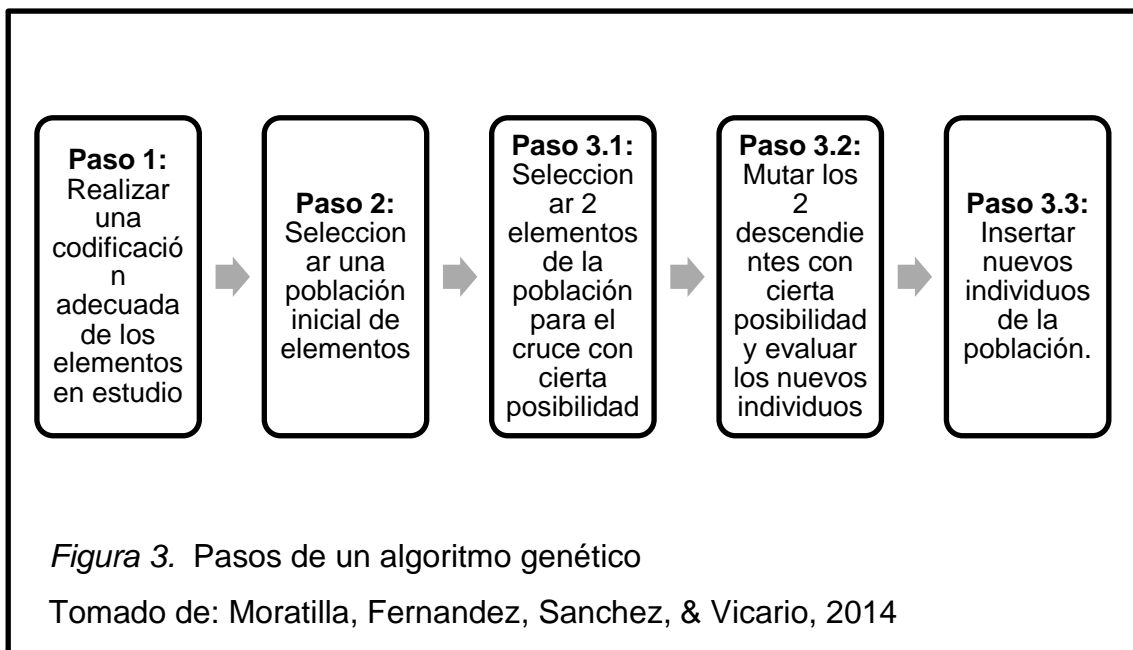 Paso 1:
Realizar
una
codificació
n
adecuada
de los
elementos
en estudio
Paso 2:
Seleccion
ar una
población
inicial de
elementos
Paso 3.1:
Seleccion
ar 2
elementos
de la
población
para el
cruce con
cierta
posibilidad
Paso 3.2:
Mutar los
2
descendie
ntes con
cierta
posibilidad
y evaluar
los nuevos
individuos
Paso 3.3:
Insertar
nuevos
individuos
de la
población.
Figura 3. Pasos de un algoritmo genético
Tomado de: Moratilla, Fernandez, Sanchez, & Vicario, 2014